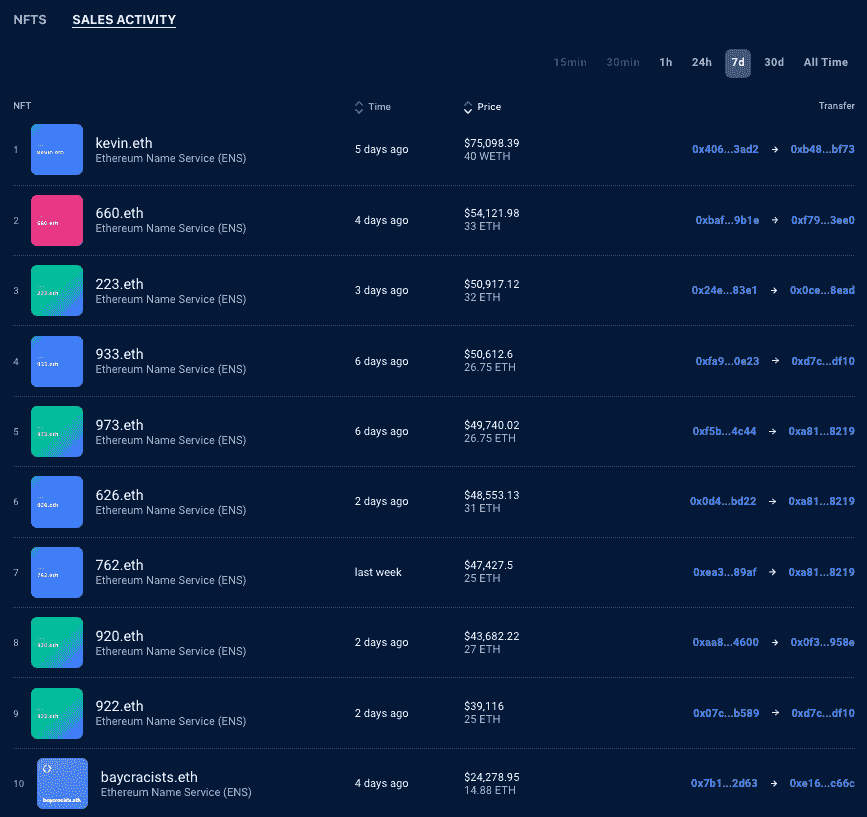 NFTS SALES ACTIVITY
15min 30min 1h 24h 7d 30d All Time
NFT Time Price Transfer
1 kevin.eth kevin.eth 5 days ago $75,098.39 0x406...3ad2 → 0xb48...bf73
Ethereum Name Service (ENS) 40 WETH
2 660.eth 660.eth 4 days ago $54,121.98 0xbaf...9b1e → 0xf79...3ee0
Ethereum Name Service (ENS) 33 ETH
3 223.eth 223.eth 3 days ago $50,917.12 0x24e...83e1 → 0x0ce...8ead
Ethereum Name Service (ENS) 32 ETH
4 933.eth 933.eth 6 days ago $50,612.6 0xfa9...0e23 → 0xd7c...df10
Ethereum Name Service (ENS) 26.75 ETH
5 973.eth 973.eth 6 days ago $49,740.02 0xf5b...4c44 → 0xa81...8219
Ethereum Name Service (ENS) 26.75 ETH
6 626.eth 626.eth 2 days ago $48,553.13 0x0d4...bd22 → 0xa81...8219
Ethereum Name Service (ENS) 31 ETH
7 762.eth 762.eth last week $47,427.5 0xea3...89af → 0xa81...8219
Ethereum Name Service (ENS) 25 ETH
8 920.eth 920.eth 2 days ago $43,682.22 0xaa8...4600 → 0x0f3...958e
Ethereum Name Service (ENS) 27 ETH
9 922.eth 922.eth 2 days ago $39,116 0x07c...b589 → 0xd7c...df10
Ethereum Name Service (ENS) 25 ETH
10 baycracists.eth baycracists.eth 4 days ago $24,278.95 0x7b1...2d63 → 0xe16...c66c
Ethereum Name Service (ENS) 14.88 ETH